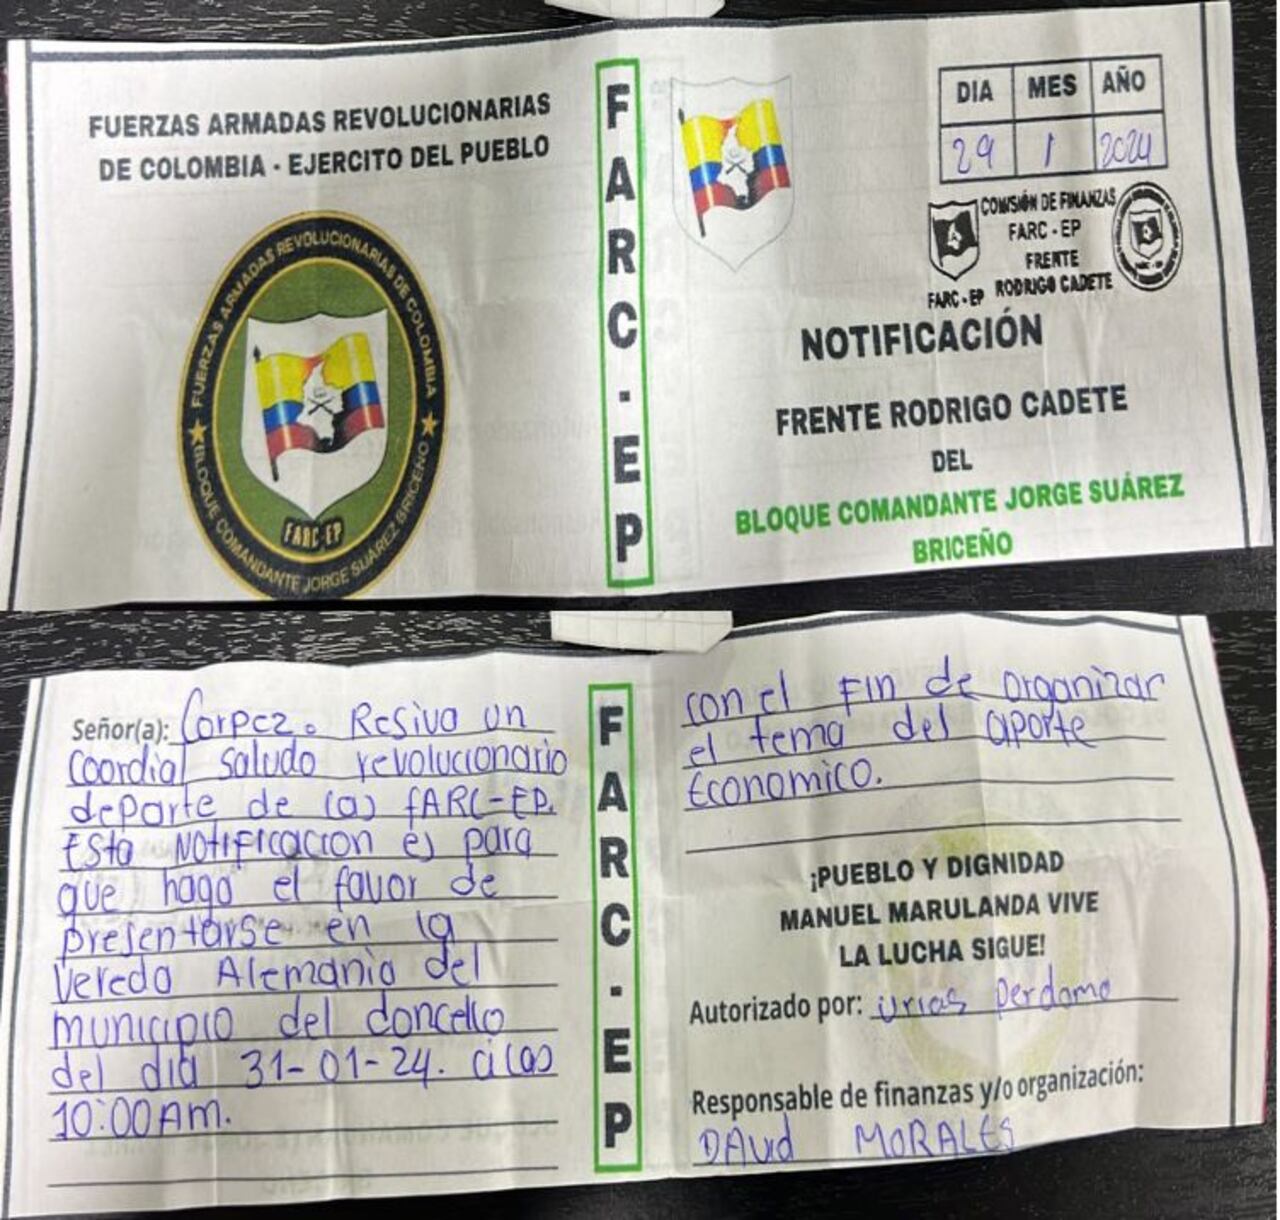 FUERZAS ARMADAS REVOLUCIONARIAS
DE COLOMBIA - EJERCITO DEL PUEBLO
FUERZAS ARMADAS REVOLUCIONARIAS DE COLOMBIA
BLOQUE COMANDANTE JORGE SUAREZ BRICEÑO
FARC-EP
FARC-EP
DIA MES AÑO
29 1 2024
COMISIÓN DE FINANZAS
FARC - EP
FRENTE
RODRIGO CADETE
FARC - EP
NOTIFICACIÓN
FRENTE RODRIGO CADETE
DEL
BLOQUE COMANDANTE JORGE SUÁREZ
BRICEÑO
Señor(a): Corpez. Resiva un
Coordial saludo revolucionario
departe de las FARC-EP.
Esta Notificacion es para
que haga el favor de
presentarse en la
Vereda Alemania del
municipio del doncello
del dia 31-01-24. a las
10:00 AM.
FARC-EP
con el Fin de organizar
el tema del aporte
Economico.
¡PUEBLO Y DIGNIDAD
MANUEL MARULANDA VIVE
LA LUCHA SIGUE!
Autorizado por: urias Perdomo
Responsable de finanzas y/o organización:
DAvid MORALES